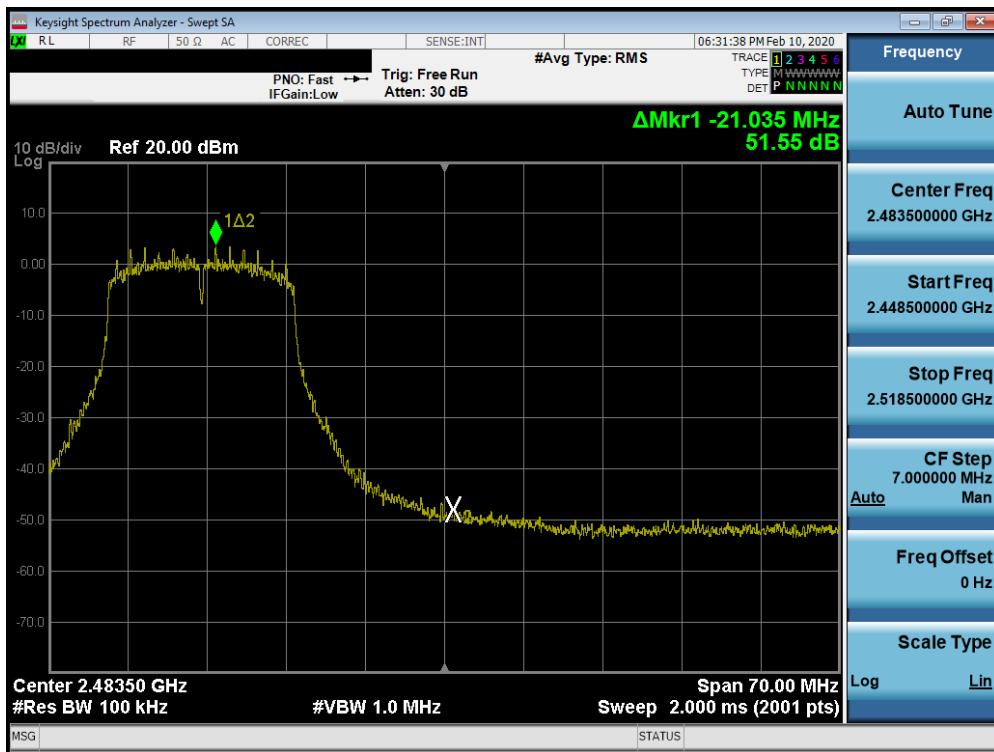 Keysight Spectrum Analyzer - Swept SA
LXI RL RF 50 Ω AC CORREC SENSE:INT 06:31:38 PM Feb 10, 2020
PNO: Fast
IFGain:Low
Trig: Free Run
Atten: 30 dB
#Avg Type: RMS
TRACE 1 2 3 4 5 6
TYPE M W W W W W
DET P N N N N N
ΔMkr1 -21.035 MHz
51.55 dB
10 dB/div Ref 20.00 dBm
Log
1Δ2
10.0
0.00
-10.0
-20.0
-30.0
-40.0
-50.0
-60.0
-70.0
X
Center 2.48350 GHz Span 70.00 MHz
#Res BW 100 kHz #VBW 1.0 MHz Sweep 2.000 ms (2001 pts)
MSG STATUS
Frequency
Auto Tune
Center Freq
2.483500000 GHz
Start Freq
2.448500000 GHz
Stop Freq
2.518500000 GHz
CF Step
7.000000 MHz
Auto Man
Freq Offset
0 Hz
Scale Type
Log Lin